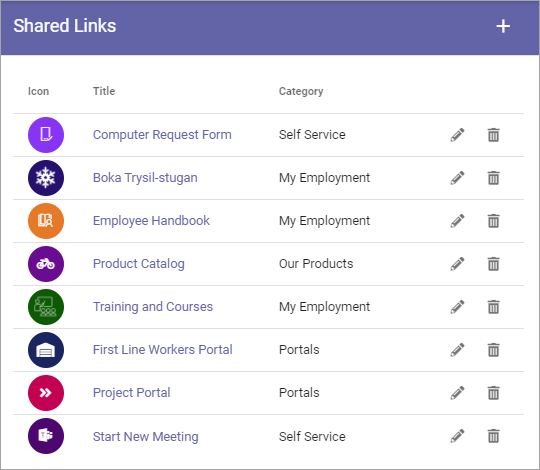 Shared Links
Icon Title Category
Computer Request Form Self Service
Boka Trysil-stugan My Employment
Employee Handbook My Employment
Product Catalog Our Products
Training and Courses My Employment
First Line Workers Portal Portals
Project Portal Portals
Start New Meeting Self Service